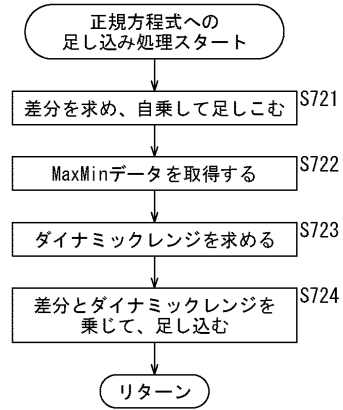 正規方程式への
足し込み処理スタート
差分を求め、自乗して足しこむ
S721
MaxMinデータを取得する
S722
ダイナミックレンジを求める
S723
差分とダイナミックレンジを
乗じて、足し込む
S724
リターン